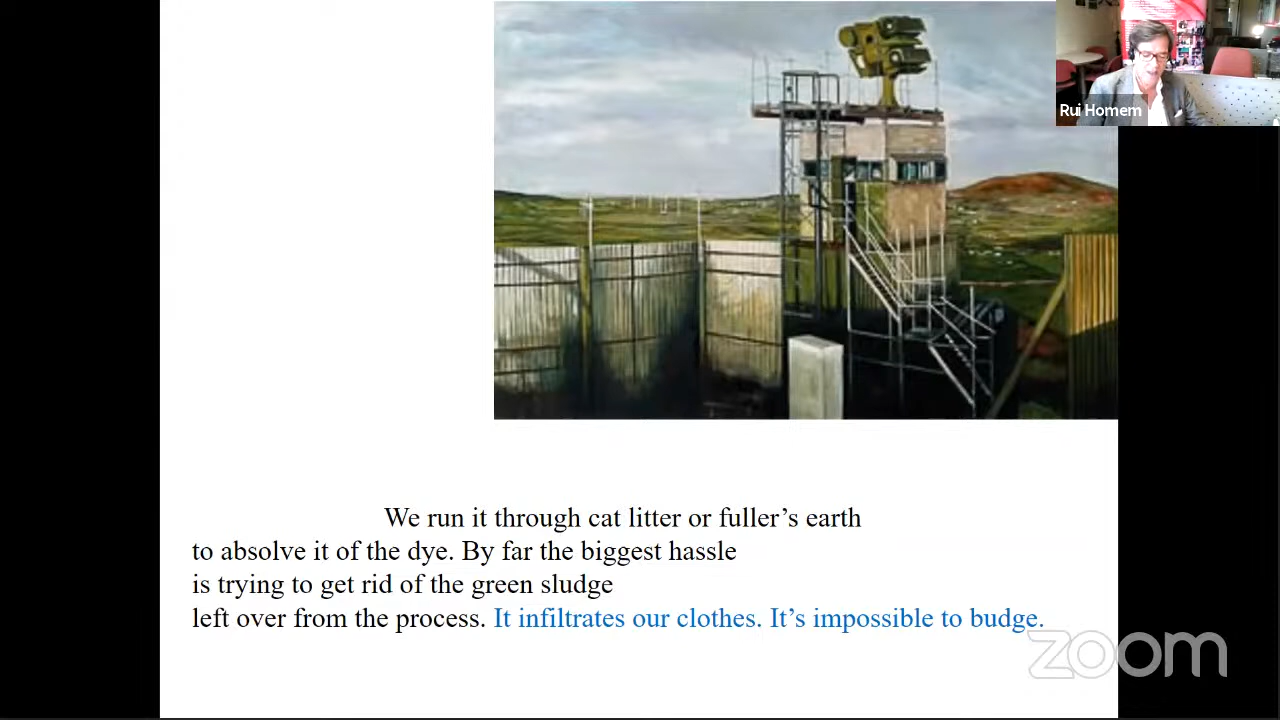 Rui Homem
We run it through cat litter or fuller’s earth
to absolve it of the dye. By far the biggest hassle
is trying to get rid of the green sludge
left over from the process. It infiltrates our clothes. It’s impossible to budge.
zoom